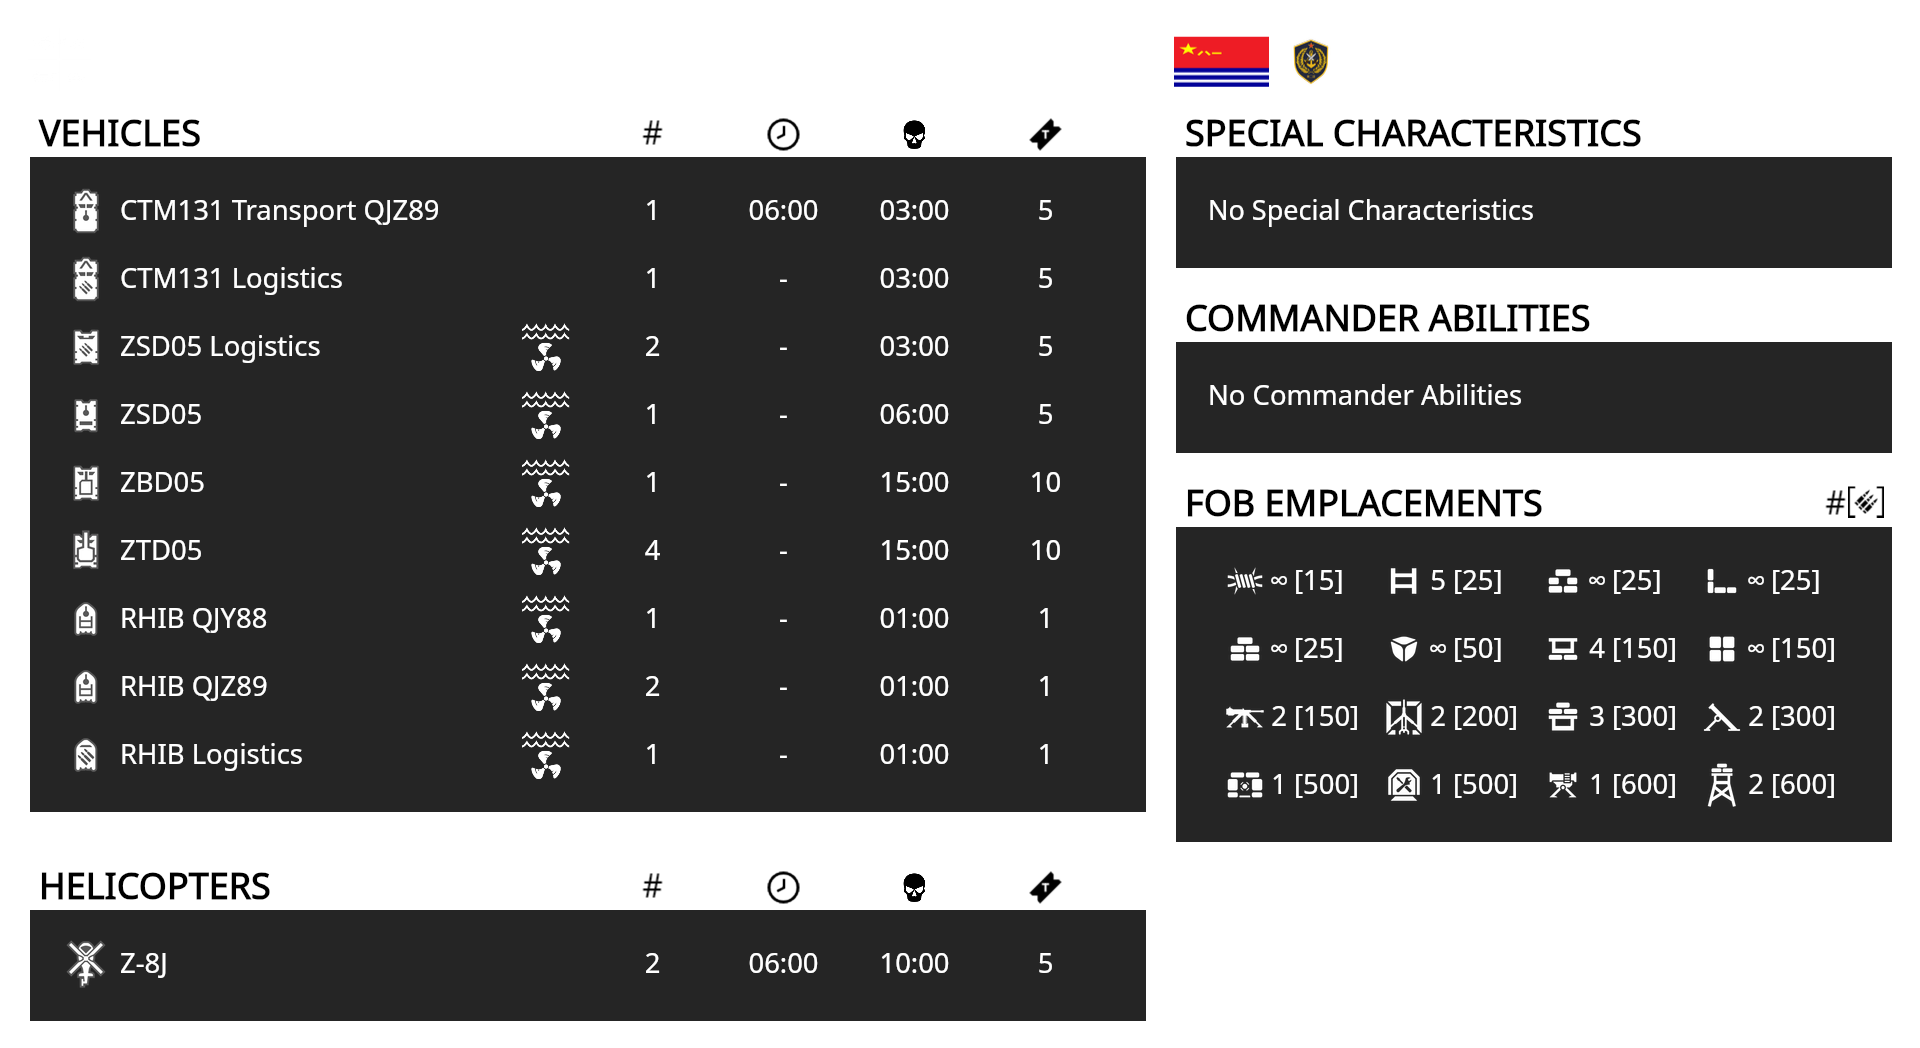 VEHICLES #
CTM131 Transport QJZ89 1 06:00 03:00 5
CTM131 Logistics 1 - 03:00 5
ZSD05 Logistics 2 - 03:00 5
ZSD05 1 - 06:00 5
ZBD05 1 - 15:00 10
ZTD05 4 - 15:00 10
RHIB QJY88 1 - 01:00 1
RHIB QJZ89 2 - 01:00 1
RHIB Logistics 1 - 01:00 1
HELICOPTERS #
Z-8J 2 06:00 10:00 5
SPECIAL CHARACTERISTICS
No Special Characteristics
COMMANDER ABILITIES
No Commander Abilities
FOB EMPLACEMENTS #[]
∞ [15] 5 [25] ∞ [25] ∞ [25]
∞ [25] ∞ [50] 4 [150] ∞ [150]
2 [150] 2 [200] 3 [300] 2 [300]
1 [500] 1 [500] 1 [600] 2 [600]